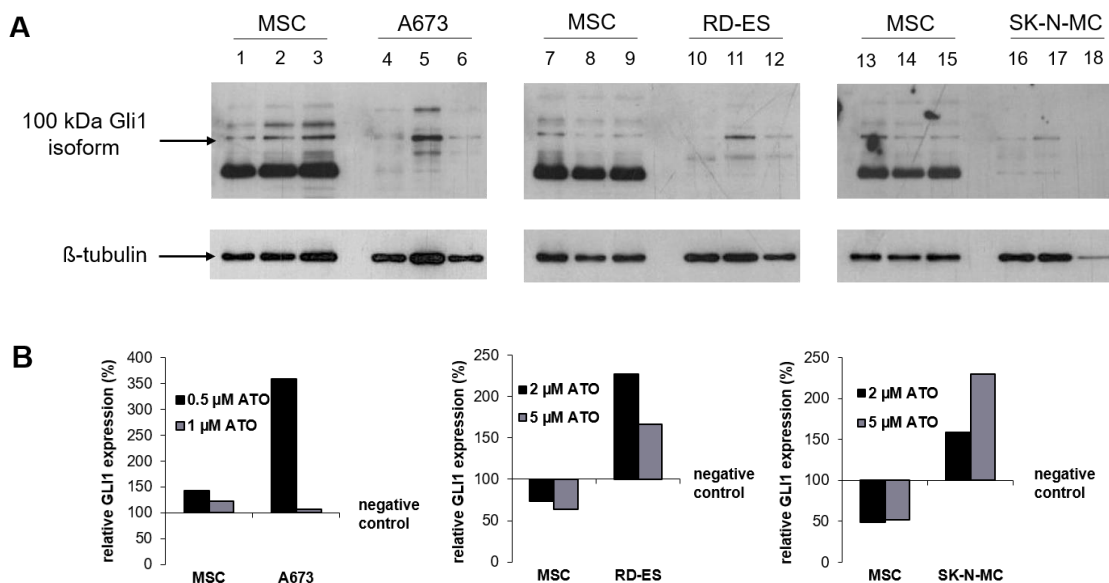 A
MSC A673 MSC RD-ES MSC SK-N-MC
1 2 3 4 5 6 7 8 9 10 11 12 13 14 15 16 17 18
100 kDa Gli1
isoform
ß-tubulin
B
relative GLI1 expression (%)
400
350
300
250
200
150
100
50
0
0.5 µM ATO
1 µM ATO
negative
control
MSC A673
relative GLI1 expression (%)
250
200
150
100
50
0
2 µM ATO
5 µM ATO
negative
control
MSC RD-ES
relative GLI1 expression (%)
250
200
150
100
50
0
2 µM ATO
5 µM ATO
negative
control
MSC SK-N-MC